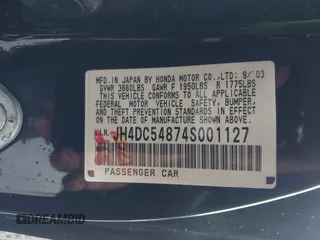 MFD. IN JAPAN BY HONDA MOTOR CO., LTD. 9/'03
GVWR 3660LBS GAWR F 1950LBS R 1775LBS
THIS VEHICLE CONFORMS TO ALL APPLICABLE
FEDERAL MOTOR VEHICLE SAFETY, BUMPER,
AND THEFT PREVENTION STANDARDS IN EFFECT
ON THE DATE OF MANUFACTURE SHOWN ABOVE.
V.I.N. JH4DC54874S001127
TYPE:
PASSENGER CAR
©DREAMBID